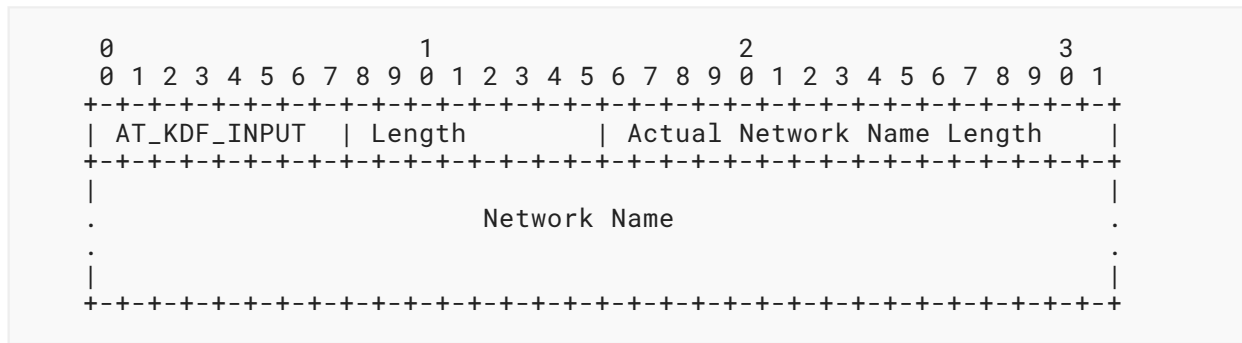 0                   1                   2                   3
 0 1 2 3 4 5 6 7 8 9 0 1 2 3 4 5 6 7 8 9 0 1 2 3 4 5 6 7 8 9 0 1
+-+-+-+-+-+-+-+-+-+-+-+-+-+-+-+-+-+-+-+-+-+-+-+-+-+-+-+-+-+-+-+-+
| AT_KDF_INPUT  | Length        | Actual Network Name Length    |
+-+-+-+-+-+-+-+-+-+-+-+-+-+-+-+-+-+-+-+-+-+-+-+-+-+-+-+-+-+-+-+-+
|                                                               |
.                        Network Name                           .
.                                                               .
|                                                               |
+-+-+-+-+-+-+-+-+-+-+-+-+-+-+-+-+-+-+-+-+-+-+-+-+-+-+-+-+-+-+-+-+